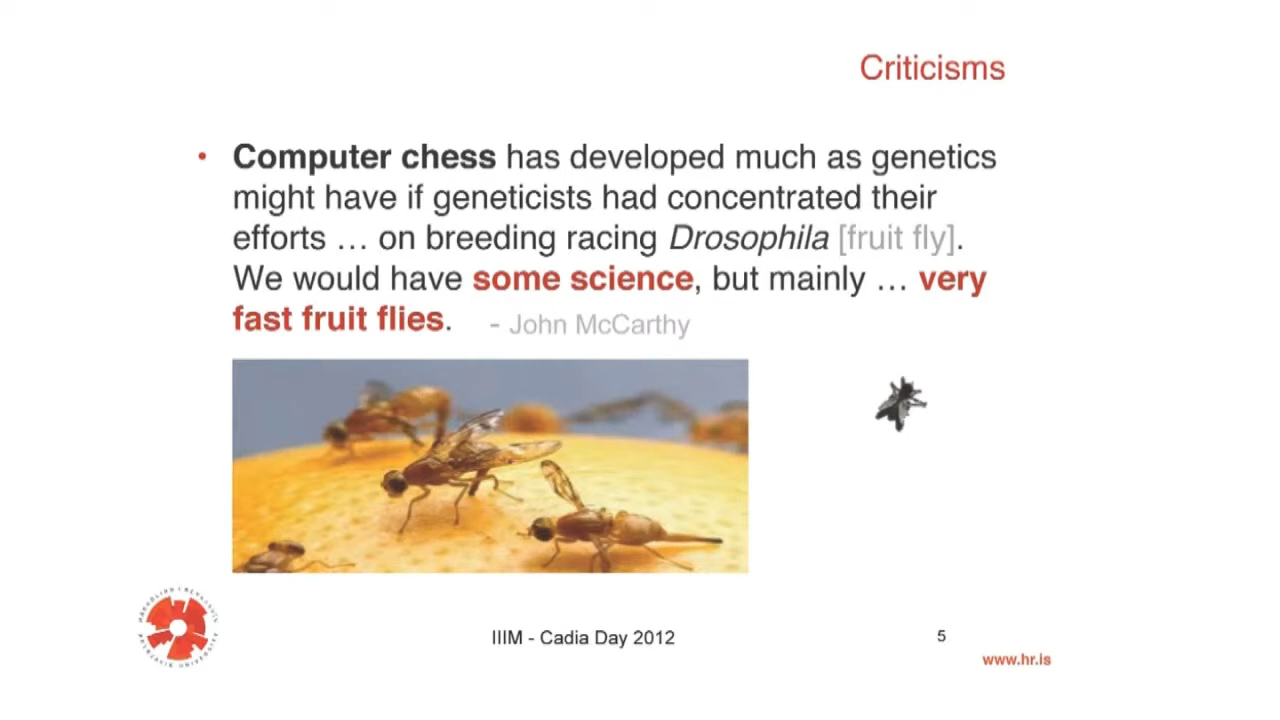 Criticisms
• Computer chess has developed much as genetics
might have if geneticists had concentrated their
efforts … on breeding racing Drosophila [fruit fly].
We would have some science, but mainly … very
fast fruit flies. - John McCarthy
IIIM - Cadia Day 2012
5
www.hr.is